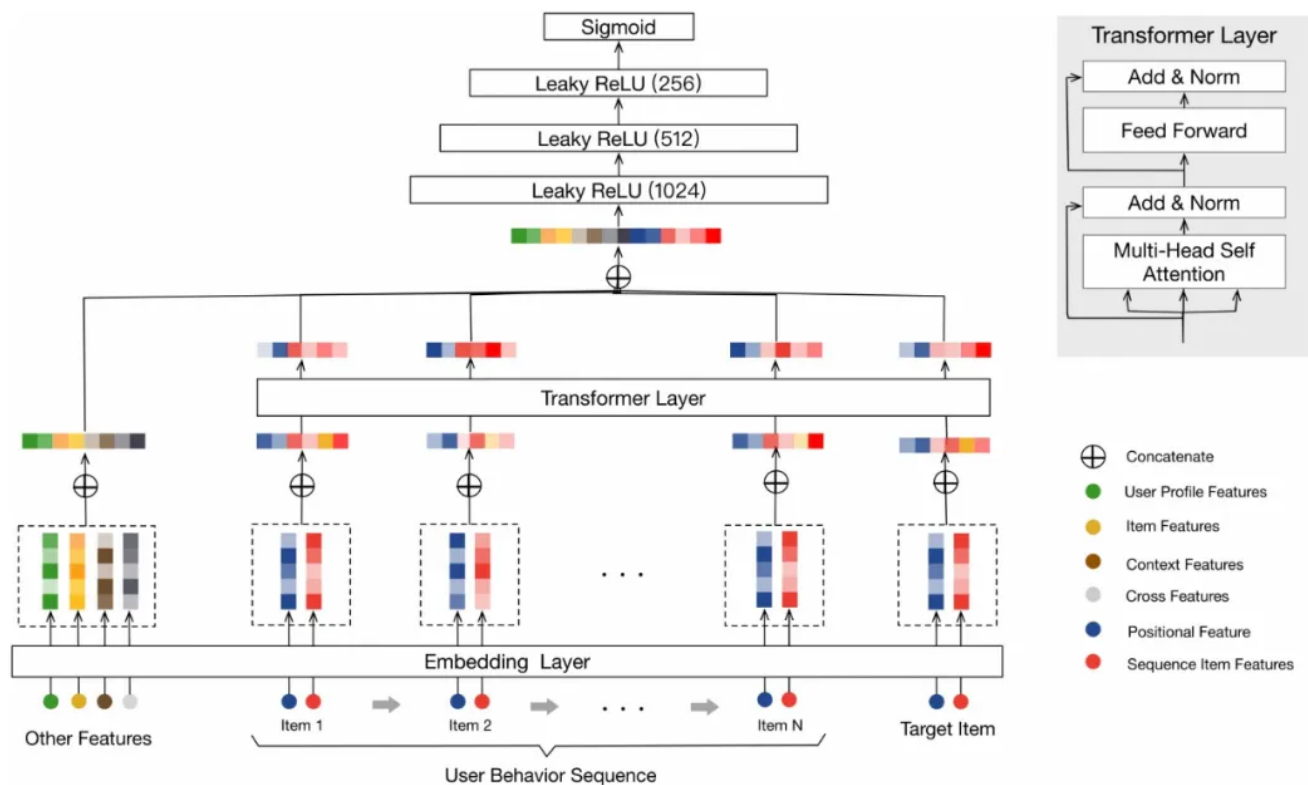 Sigmoid
Leaky ReLU (256)
Leaky ReLU (512)
Leaky ReLU (1024)
Transformer Layer
Embedding Layer
Other Features
Item 1
Item 2
. . .
Item N
Target Item
User Behavior Sequence
. . .
Transformer Layer
Add & Norm
Feed Forward
Add & Norm
Multi-Head Self
Attention
Concatenate
User Profile Features
Item Features
Context Features
Cross Features
Positional Feature
Sequence Item Features